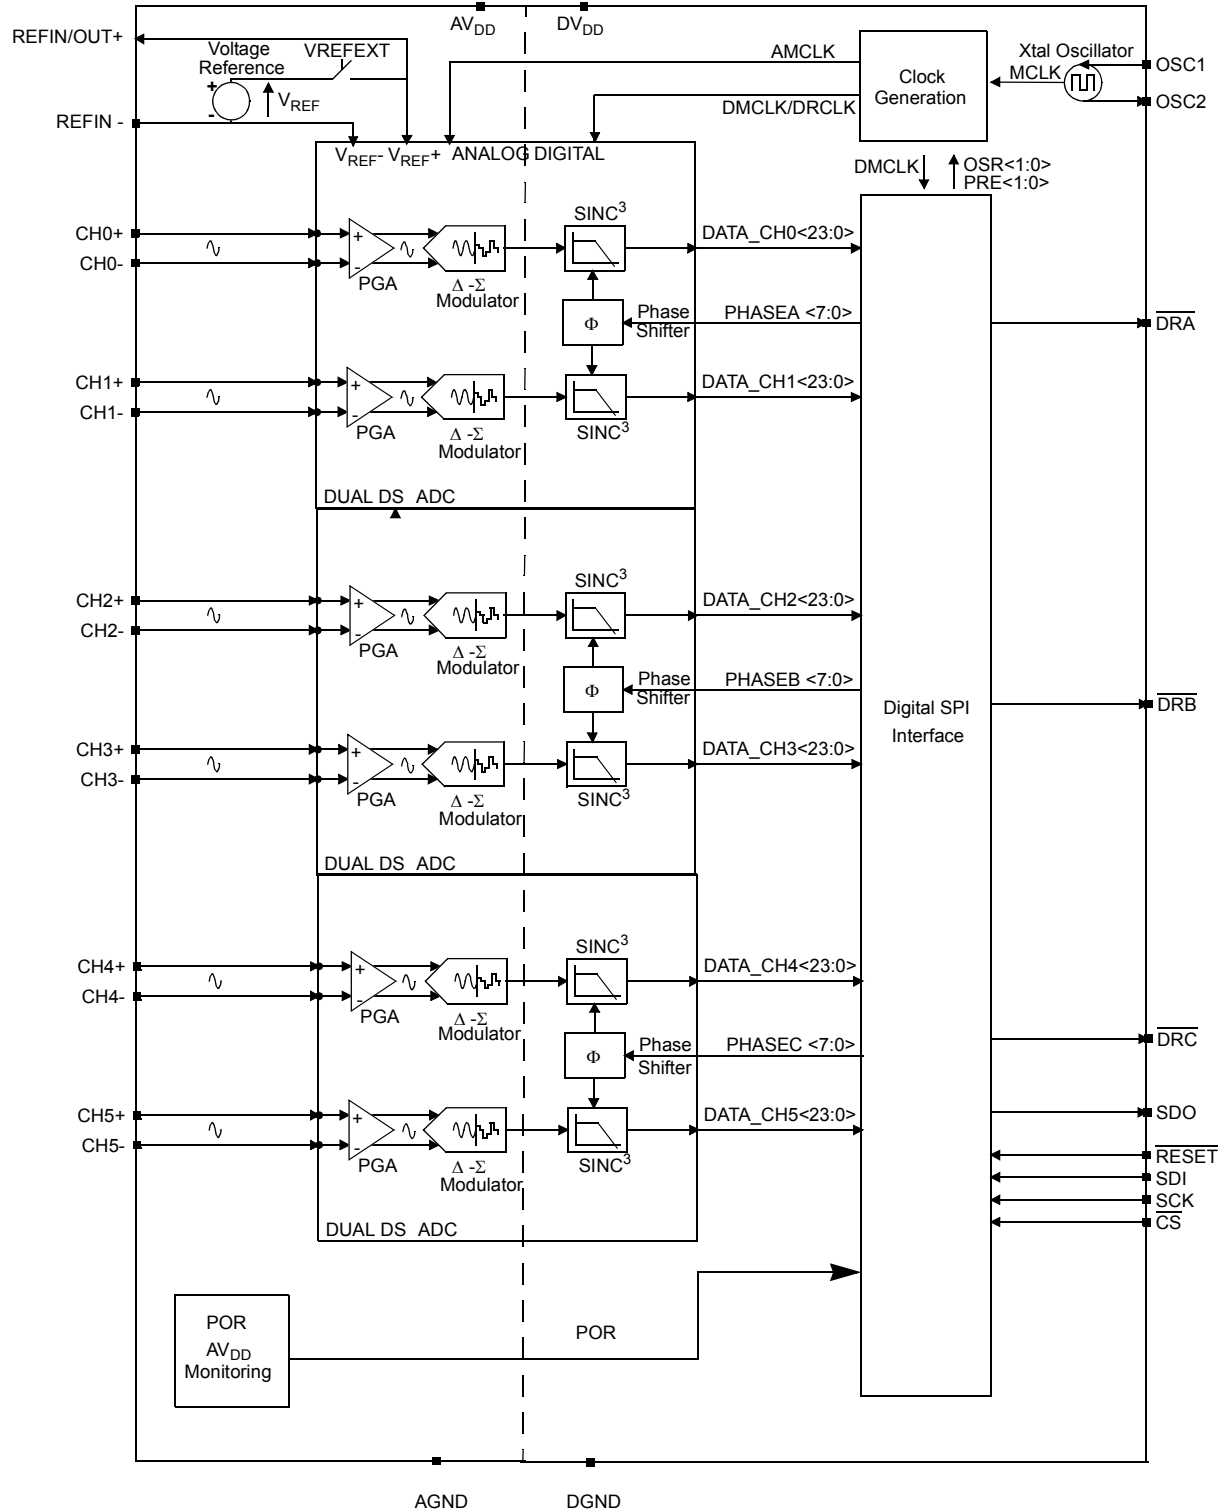 AVDD
DVDD
REFIN/OUT+
Voltage
Reference
VREFEXT
+
-
VREF
REFIN -
AMCLK
DMCLK/DRCLK
Clock
Generation
Xtal Oscillator
MCLK
OSC1
OSC2
VREF- VREF+ ANALOG DIGITAL
DMCLK
OSR<1:0>
PRE<1:0>
CH0+
CH0-
+
-
PGA
Δ -Σ
Modulator
SINC3
DATA_CH0<23:0>
Φ
Phase
Shifter
PHASEA <7:0>
DRA
CH1+
CH1-
+
-
PGA
Δ -Σ
Modulator
SINC3
DATA_CH1<23:0>
DUAL DS ADC
CH2+
CH2-
+
-
PGA
Δ -Σ
Modulator
SINC3
DATA_CH2<23:0>
Φ
Phase
Shifter
PHASEB <7:0>
Digital SPI
Interface
DRB
CH3+
CH3-
+
-
PGA
Δ -Σ
Modulator
SINC3
DATA_CH3<23:0>
DUAL DS ADC
CH4+
CH4-
+
-
PGA
Δ -Σ
Modulator
SINC3
DATA_CH4<23:0>
Φ
Phase
Shifter
PHASEC <7:0>
DRC
CH5+
CH5-
+
-
PGA
Δ -Σ
Modulator
SINC3
DATA_CH5<23:0>
SDO
RESET
SDI
SCK
CS
DUAL DS ADC
POR
AVDD
Monitoring
POR
AGND
DGND